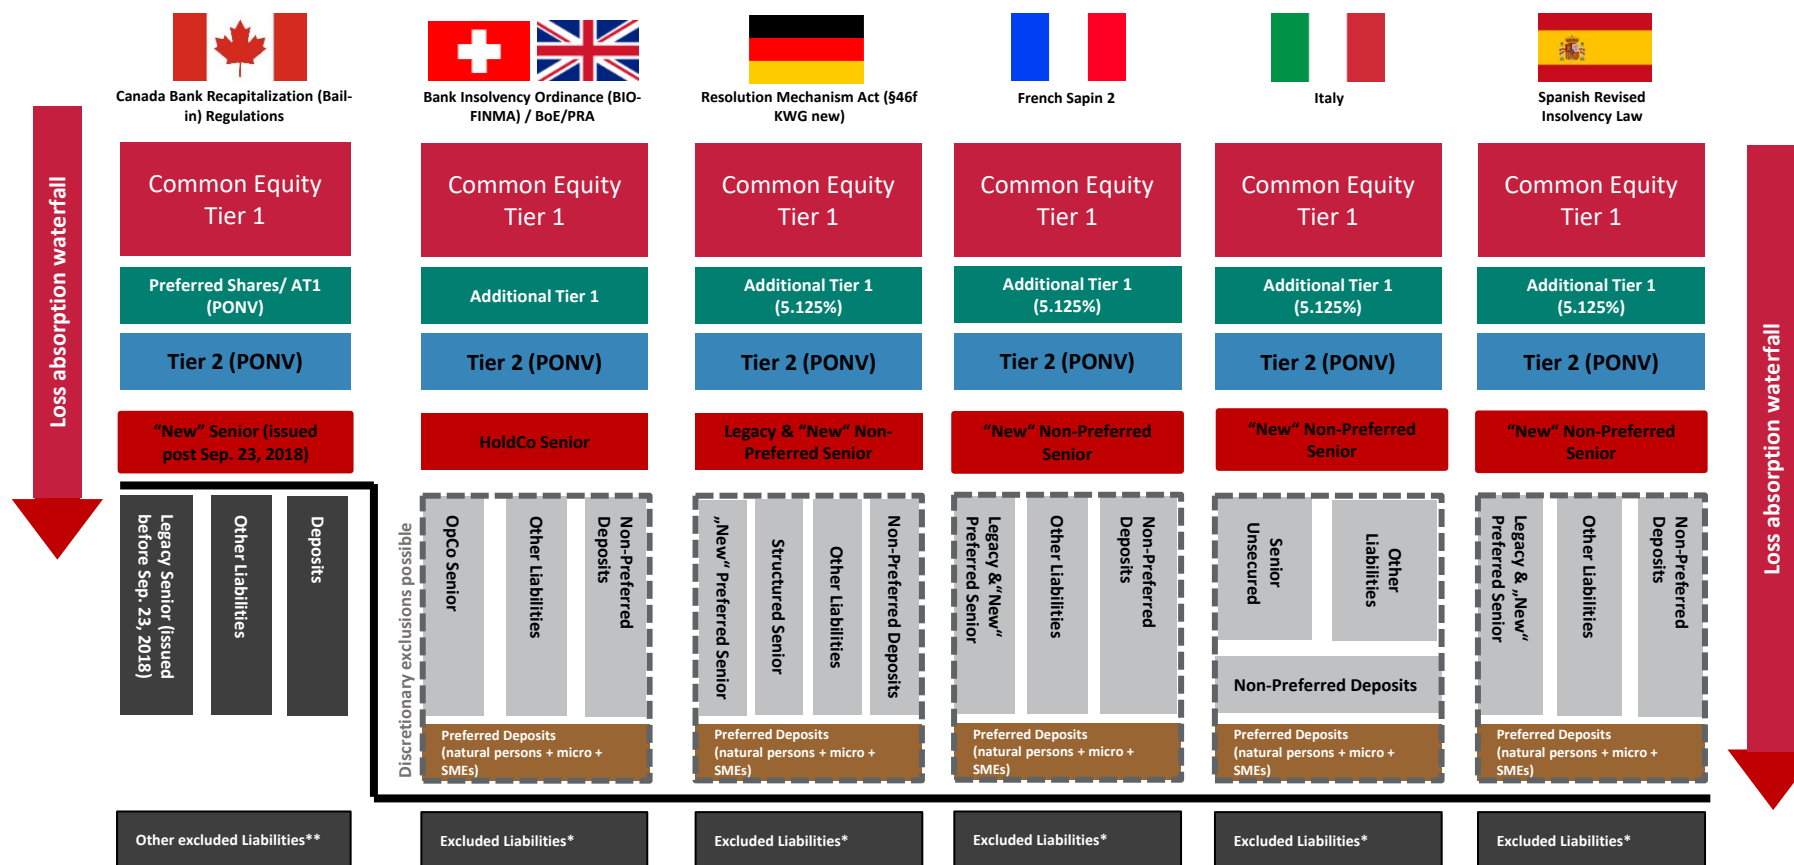 Canada Bank Recapitalization (Bail-
in) Regulations
Bank Insolvency Ordinance (BIO-
FINMA) / BoE/PRA
Resolution Mechanism Act (§46f
KWG new)
French Sapin 2
Italy
Spanish Revised
Insolvency Law
Loss absorption waterfall
Common Equity
Tier 1
Common Equity
Tier 1
Common Equity
Tier 1
Common Equity
Tier 1
Common Equity
Tier 1
Common Equity
Tier 1
Loss absorption waterfall
Preferred Shares/ AT1
(PONV)
Additional Tier 1
Additional Tier 1
(5.125%)
Additional Tier 1
(5.125%)
Additional Tier 1
(5.125%)
Additional Tier 1
(5.125%)
Tier 2 (PONV)
Tier 2 (PONV)
Tier 2 (PONV)
Tier 2 (PONV)
Tier 2 (PONV)
Tier 2 (PONV)
“New“ Senior (issued
post Sep. 23, 2018)
HoldCo Senior
Legacy & “New“ Non-
Preferred Senior
“New“ Non-Preferred
Senior
“New“ Non-Preferred
Senior
“New“ Non-Preferred
Senior
Legacy Senior (issued
before Sep. 23, 2018)
Other Liabilities
Deposits
Discretionary exclusions possible
OpCo Senior
Other Liabilities
Non-Preferred
Deposits
„New“ Preferred Senior
Structured Senior
Other Liabilities
Non-Preferred Deposits
Legacy &“New“
Preferred Senior
Other Liabilities
Non-Preferred
Deposits
Senior
Unsecured
Other
Liabilities
Non-Preferred Deposits
Legacy & „New“
Preferred Senior
Other Liabilities
Non-Preferred
Deposits
Preferred Deposits
(natural persons + micro +
SMEs)
Preferred Deposits
(natural persons + micro +
SMEs)
Preferred Deposits
(natural persons + micro +
SMEs)
Preferred Deposits
(natural persons + micro +
SMEs)
Preferred Deposits
(natural persons + micro +
SMEs)
Other excluded Liabilities**
Excluded Liabilities*
Excluded Liabilities*
Excluded Liabilities*
Excluded Liabilities*
Excluded Liabilities*